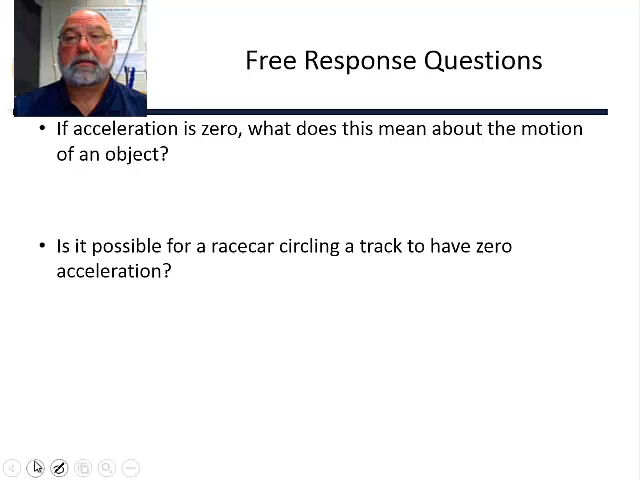 Free Response Questions
• If acceleration is zero, what does this mean about the motion
of an object?
• Is it possible for a racecar circling a track to have zero
acceleration?